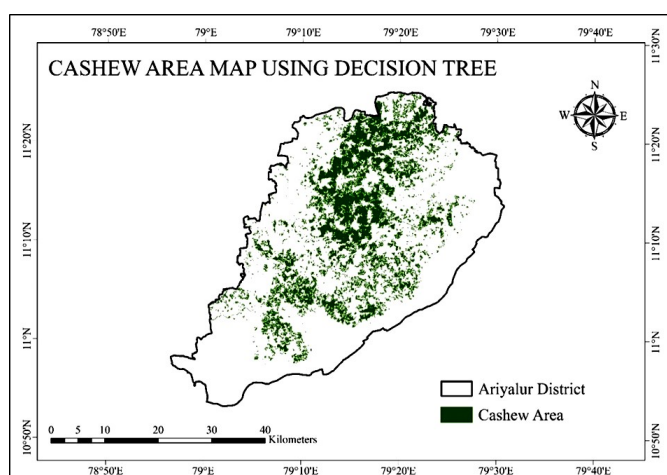 78°50'E 79°E 79°10'E 79°20'E 79°30'E 79°40'E
11°30'N
CASHEW AREA MAP USING DECISION TREE
N
W E
S
11°20'N 11°20'N
11°10'N 11°10'N
11°N 11°N
Ariyalur District
Cashew Area
0 5 10 20 30 40
Kilometers
10°50'N 10°50'N
78°50'E 79°E 79°10'E 79°20'E 79°30'E 79°40'E